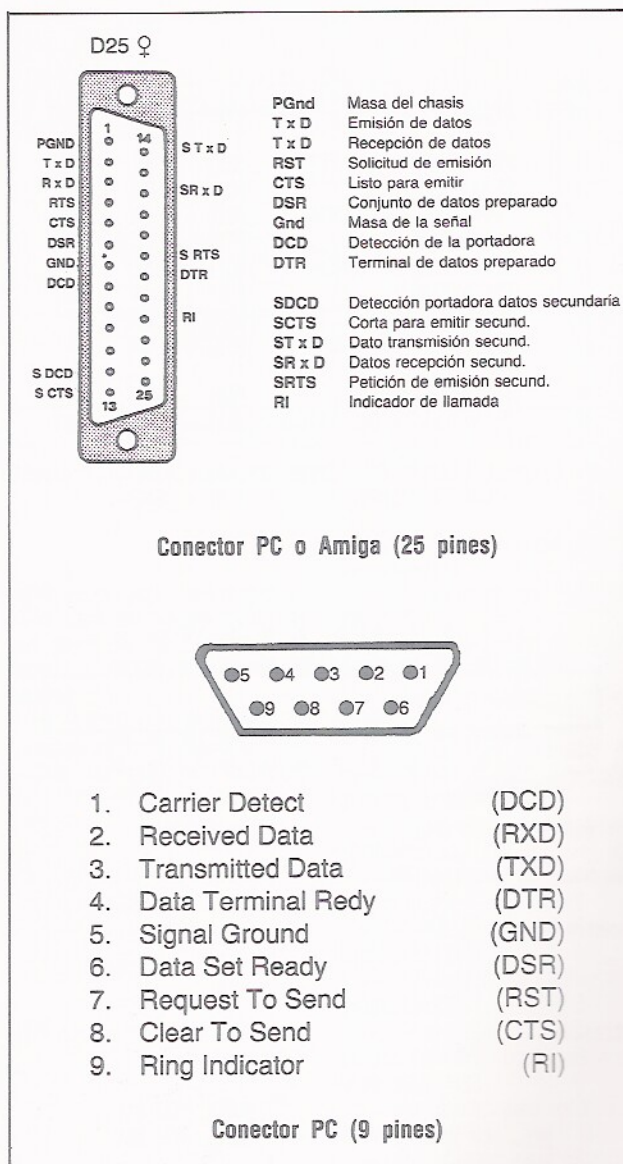 D25 ♀
1
14
PGND
T x D
R x D
RTS
CTS
DSR
GND
DCD
S DCD
S CTS
13
25
S T x D
SR x D
S RTS
DTR
RI
PGnd Masa del chasis
T x D Emisión de datos
T x D Recepción de datos
RST Solicitud de emisión
CTS Listo para emitir
DSR Conjunto de datos preparado
Gnd Masa de la señal
DCD Detección de la portadora
DTR Terminal de datos preparado
SDCD Detección portadora datos secundaria
SCTS Corta para emitir secund.
ST x D Dato transmisión secund.
SR x D Datos recepción secund.
SRTS Petición de emisión secund.
RI Indicador de llamada
Conector PC o Amiga (25 pines)
5 4 3 2 1
9 8 7 6
1. Carrier Detect (DCD)
2. Received Data (RXD)
3. Transmitted Data (TXD)
4. Data Terminal Redy (DTR)
5. Signal Ground (GND)
6. Data Set Ready (DSR)
7. Request To Send (RST)
8. Clear To Send (CTS)
9. Ring Indicator (RI)
Conector PC (9 pines)